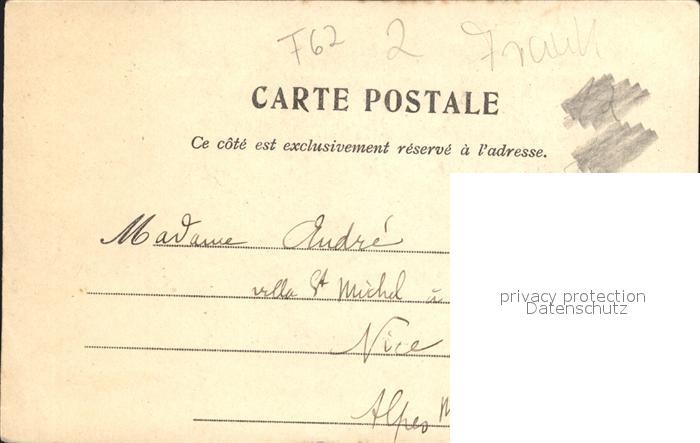 F62 2 Frank
CARTE POSTALE
Ce côté est exclusivement réservé à l'adresse.
Madame André
villa St Michel à
privacy protection
Datenschutz
Nice
Alpes M